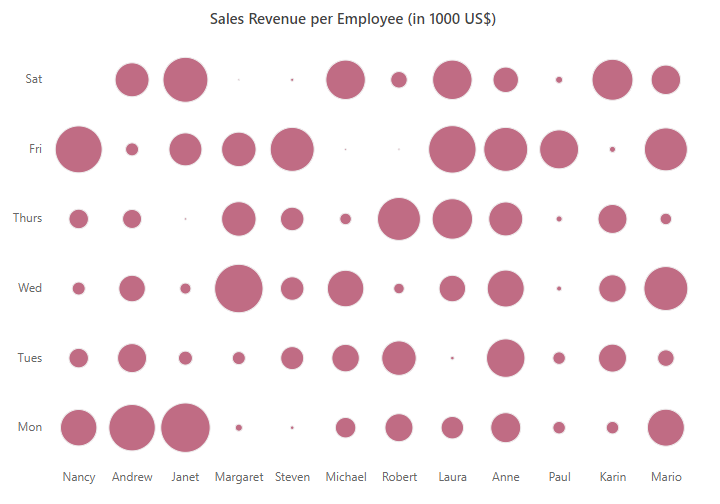 Sales Revenue per Employee (in 1000 US$)
Sat
Fri
Thurs
Wed
Tues
Mon
Nancy Andrew Janet Margaret Steven Michael Robert Laura Anne Paul Karin Mario